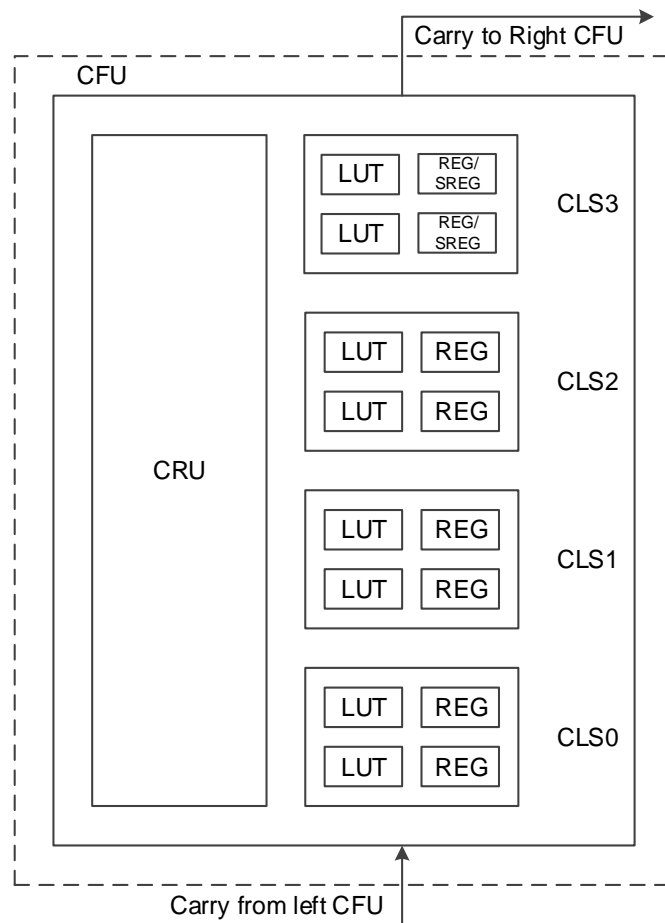 Carry to Right CFU
CFU
CRU
LUT
REG/
SREG
LUT
REG/
SREG
CLS3
LUT
REG
LUT
REG
CLS2
LUT
REG
LUT
REG
CLS1
LUT
REG
LUT
REG
CLS0
Carry from left CFU